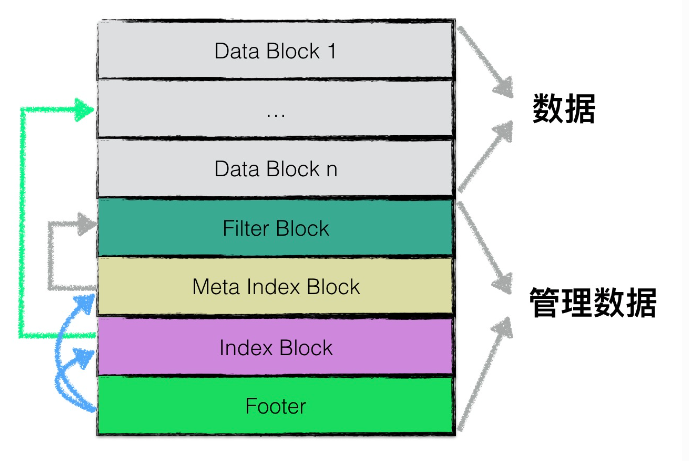 Data Block 1
...
Data Block n
Filter Block
Meta Index Block
Index Block
Footer
数据
管理数据